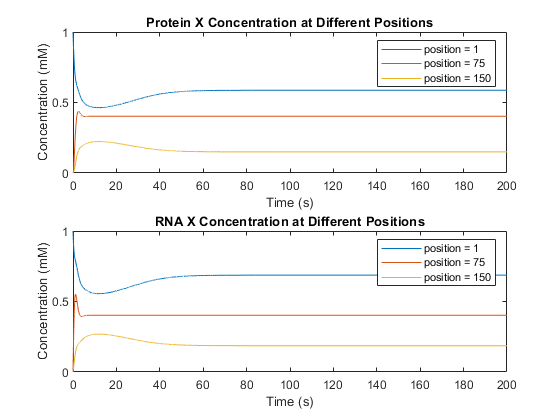 Protein X Concentration at Different Positions
Concentration (mM)
1
0.5
0
position = 1
position = 75
position = 150
0 20 40 60 80 100 120 140 160 180 200
Time (s)
RNA X Concentration at Different Positions
Concentration (mM)
1
0.5
0
position = 1
position = 75
position = 150
0 20 40 60 80 100 120 140 160 180 200
Time (s)